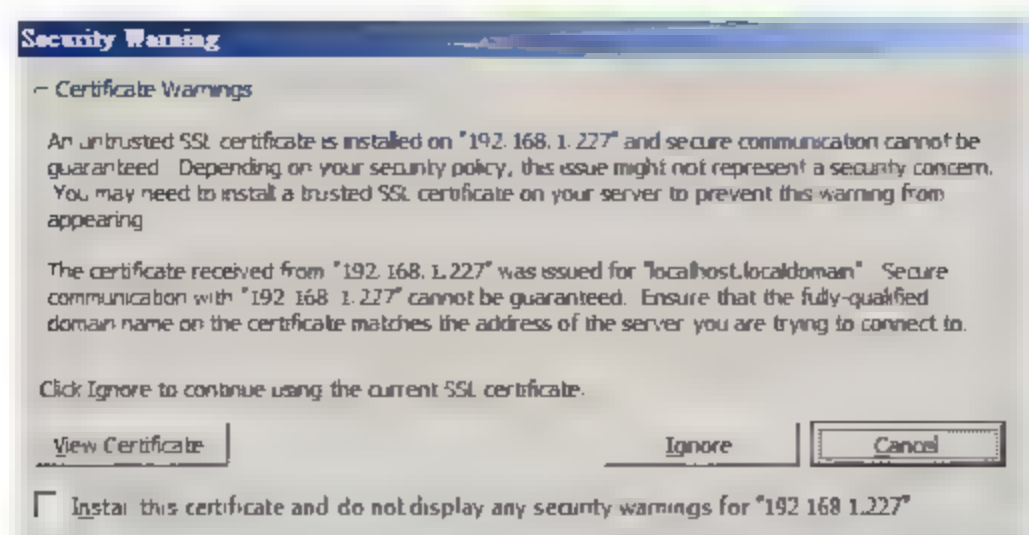 Security Warning
Certificate Warnings
An untrusted SSL certificate is installed on "192.168.1.227" and secure communication cannot be
guaranteed. Depending on your security policy, this issue might not represent a security concern.
You may need to install a trusted SSL certificate on your server to prevent this warning from
appearing
The certificate received from "192.168.1.227" was issued for "localhost.localdomain". Secure
communication with "192.168.1.227" cannot be guaranteed. Ensure that the fully-qualified
domain name on the certificate matches the address of the server you are trying to connect to.
Click Ignore to continue using the current SSL certificate.
View Certificate
Ignore
Cancel
Install this certificate and do not display any security warnings for "192.168.1.227"